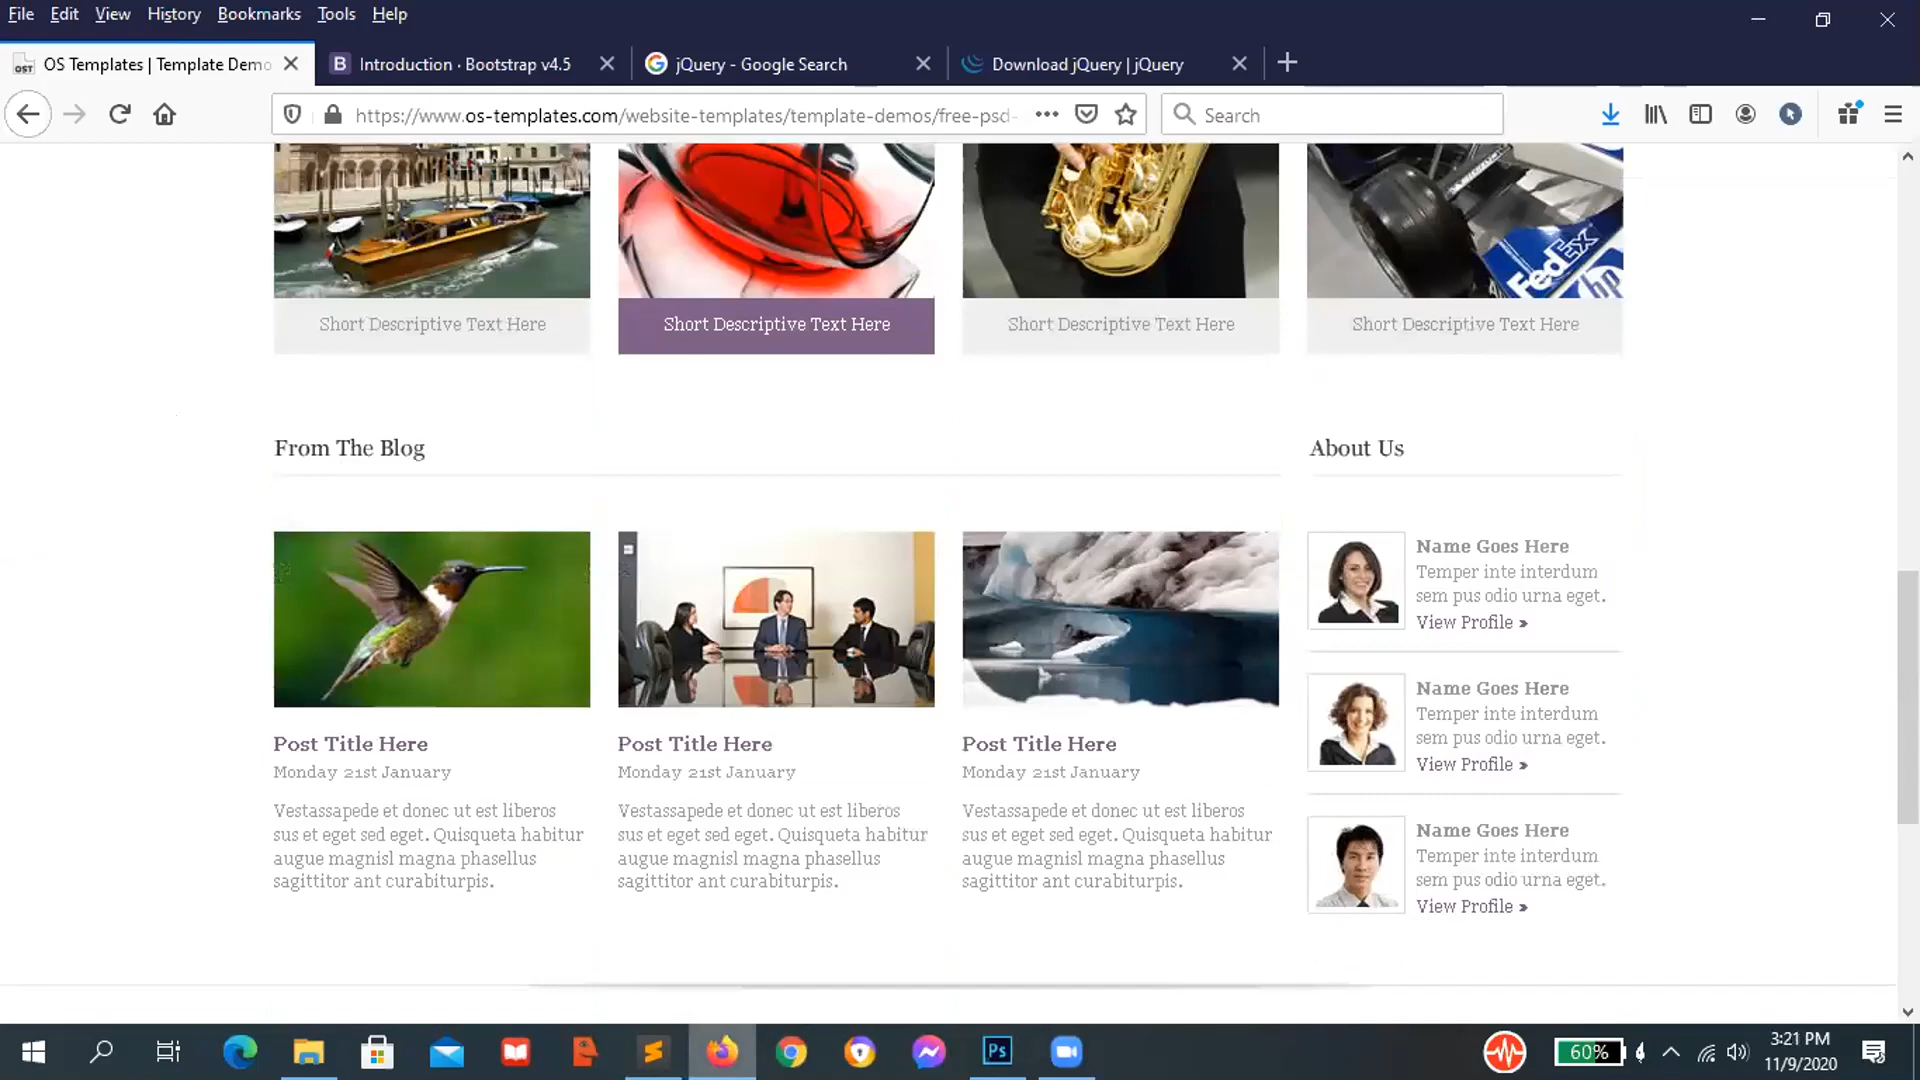 File Edit View History Bookmarks Tools Help
OST OS Templates | Template Demo
B Introduction · Bootstrap v4.5
jQuery - Google Search
Download jQuery | jQuery
https://www.os-templates.com/website-templates/template-demos/free-psd-
Search
FedEx
hp
Short Descriptive Text Here
Short Descriptive Text Here
Short Descriptive Text Here
Short Descriptive Text Here
From The Blog
About Us
Post Title Here
Monday 21st January
Vestassapede et donec ut est liberos
sus et eget sed eget. Quisqueta habitur
augue magnisl magna phasellus
sagittitor ant curabiturpis.
Post Title Here
Monday 21st January
Vestassapede et donec ut est liberos
sus et eget sed eget. Quisqueta habitur
augue magnisl magna phasellus
sagittitor ant curabiturpis.
Post Title Here
Monday 21st January
Vestassapede et donec ut est liberos
sus et eget sed eget. Quisqueta habitur
augue magnisl magna phasellus
sagittitor ant curabiturpis.
Name Goes Here
Temper inte interdum
sem pus odio urna eget.
View Profile »
Name Goes Here
Temper inte interdum
sem pus odio urna eget.
View Profile »
Name Goes Here
Temper inte interdum
sem pus odio urna eget.
View Profile »
Ps
60%
3:21 PM
11/9/2020